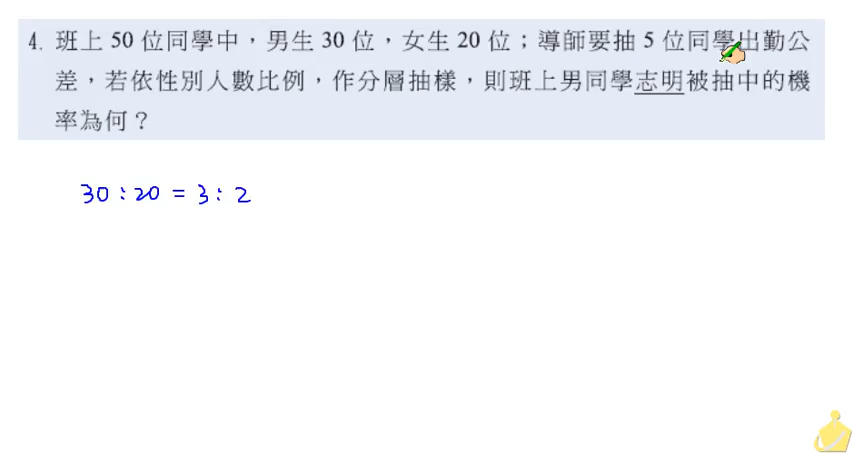 4. 班上 50 位同學中，男生 30 位，女生 20 位；導師要抽 5 位同學出勤公
差，若依性別人數比例，作分層抽樣，則班上男同學志明被抽中的機
率為何？
30 : 20 = 3 : 2